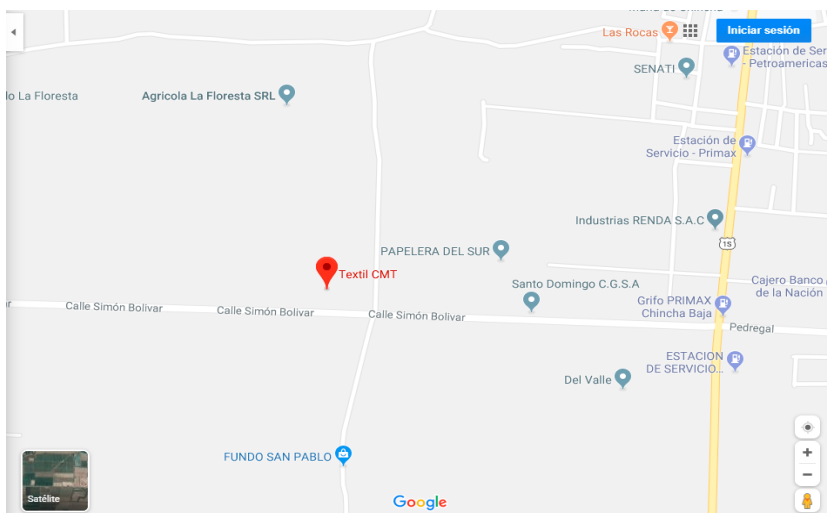 Las Rocas
Iniciar sesión
Estación de Ser
- Petroamericas
SENATI
lo La Floresta
Agricola La Floresta SRL
Estación de
Servicio - Primax
Industrias RENDA S.A.C
1S
PAPELERA DEL SUR
Textil CMT
Santo Domingo C.G.S.A
Cajero Banco
de la Nación
Grifo PRIMAX
Chincha Baja
Calle Simón Bolivar
Calle Simón Bolivar
Calle Simón Bolivar
Pedregal
ESTACION
DE SERVICIO...
Del Valle
FUNDO SAN PABLO
Satélite
Google